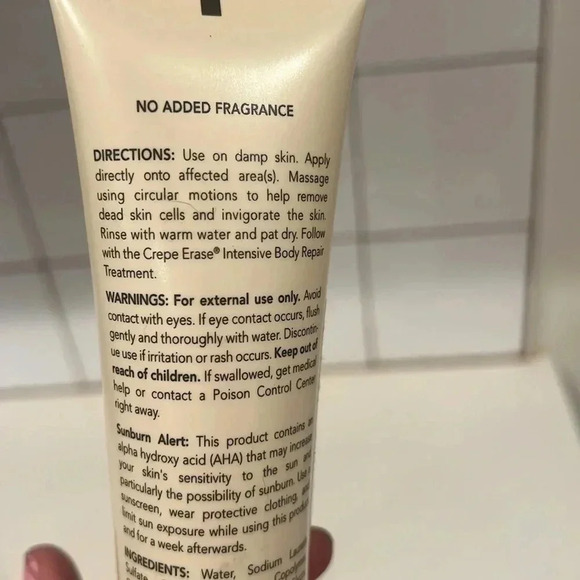 NO ADDED FRAGRANCE
DIRECTIONS: Use on damp skin. Apply
directly onto affected area(s). Massage
using circular motions to help remove
dead skin cells and invigorate the skin.
Rinse with warm water and pat dry. Follow
with the Crepe Erase® Intensive Body Repair
Treatment.
WARNINGS: For external use only. Avoid
contact with eyes. If eye contact occurs, flush
gently and thoroughly with water. Discontin-
ue use if irritation or rash occurs. Keep out of
reach of children. If swallowed, get medical
help or contact a Poison Control Center
right away.
Sunburn Alert: This product contains an
alpha hydroxy acid (AHA) that may increase
your skin's sensitivity to the sun and
particularly the possibility of sunburn. Use a
sunscreen, wear protective clothing, and
limit sun exposure while using this product
and for a week afterwards.
INGREDIENTS: Water, Sodium
Sulfate